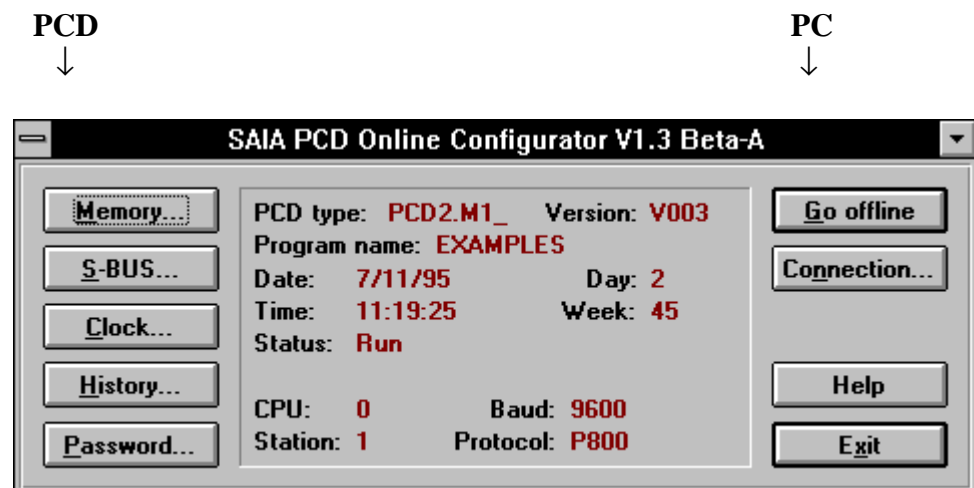 PCD PC
↓ ↓
SAIA PCD Online Configurator V1.3 Beta-A
Memory... PCD type: PCD2.M1_ Version: V003 Go offline
Program name: EXAMPLES
S-BUS... Date: 7/11/95 Day: 2 Connection...
Clock... Time: 11:19:25 Week: 45
Status: Run
History... Help
CPU: 0 Baud: 9600
Password... Station: 1 Protocol: P800 Exit